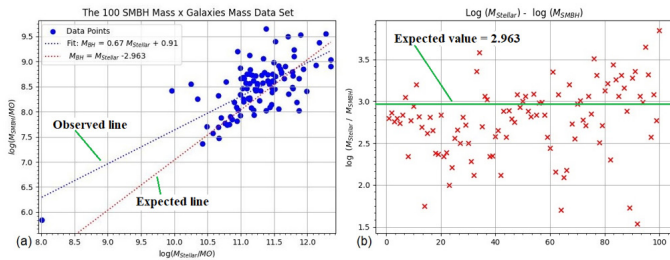 The 100 SMBH Mass x Galaxies Mass Data Set
Data Points
Fit: M_BH = 0.67 M_Stellar + 0.91
M_BH = M_Stellar -2.963
Observed line
Expected line
log(M_SMBH/MO)
9.5
9.0
8.5
8.0
7.5
7.0
6.5
6.0
8.0 8.5 9.0 9.5 10.0 10.5 11.0 11.5 12.0
log(M_Stellar/MO)
(a)
Log (M_Stellar) - log (M_SMBH)
Expected value = 2.963
log (M_Stellar / M_SMBH)
3.5
3.0
2.5
2.0
1.5
0 20 40 60 80 100
(b)